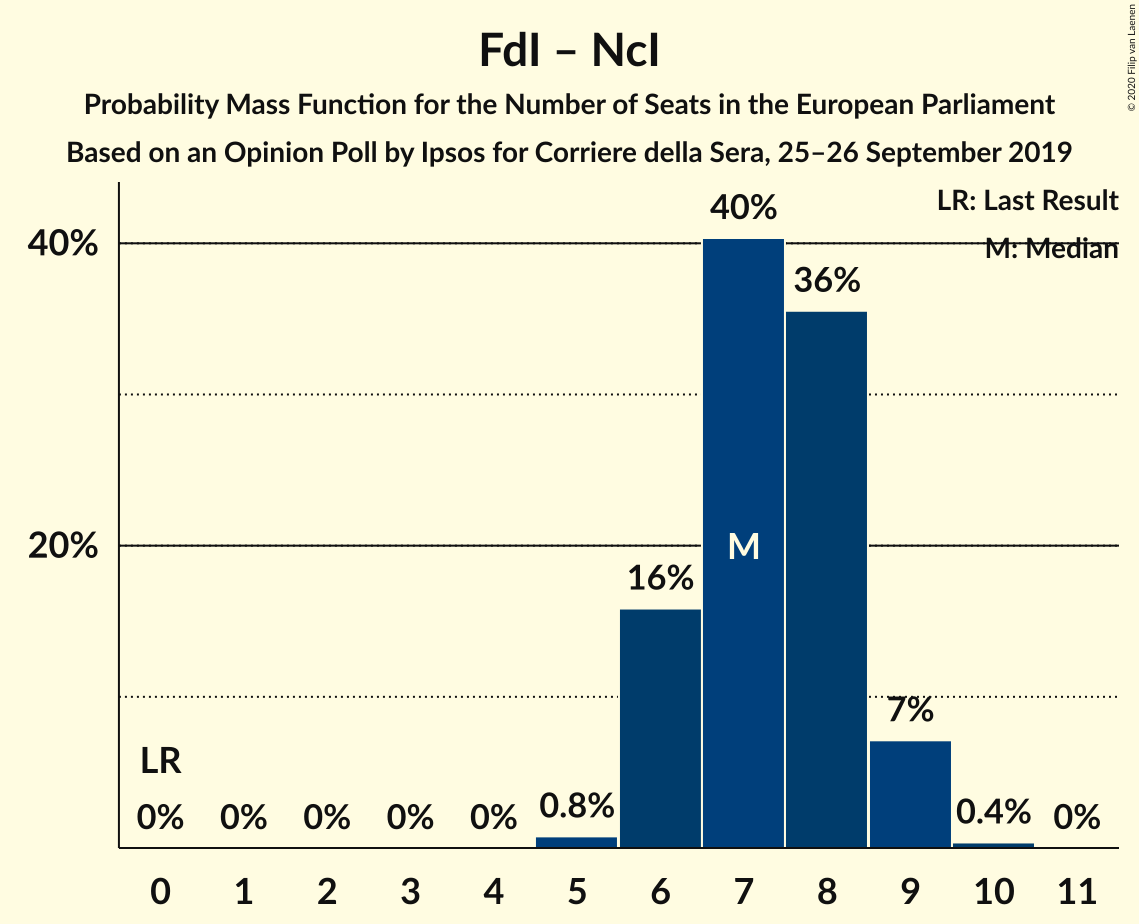 FdI – NcI
Probability Mass Function for the Number of Seats in the European Parliament
Based on an Opinion Poll by Ipsos for Corriere della Sera, 25–26 September 2019
© 2020 Filip van Laenen
LR: Last Result
M: Median
40%
20%
40%
36%
M
16%
7%
LR
0% 0% 0% 0% 0% 0.8% 0.4% 0%
0 1 2 3 4 5 6 7 8 9 10 11